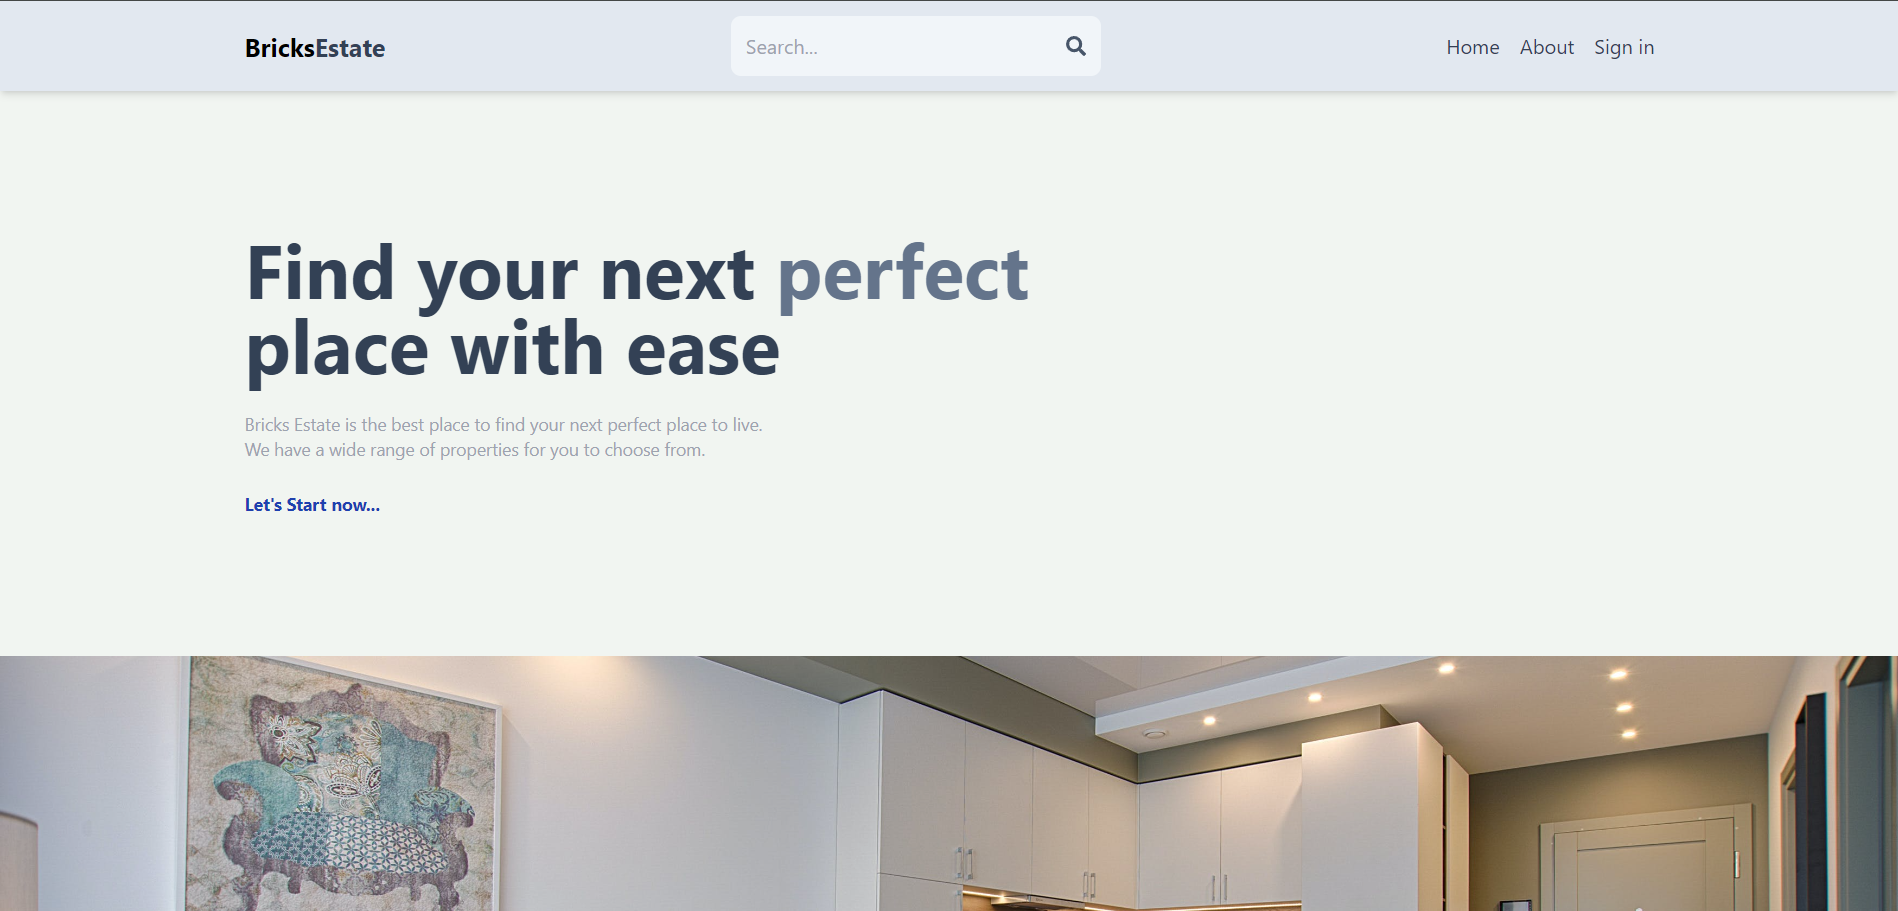 BricksEstate
Search...
Home About Sign in
Find your next perfect
place with ease
Bricks Estate is the best place to find your next perfect place to live.
We have a wide range of properties for you to choose from.
Let's Start now...